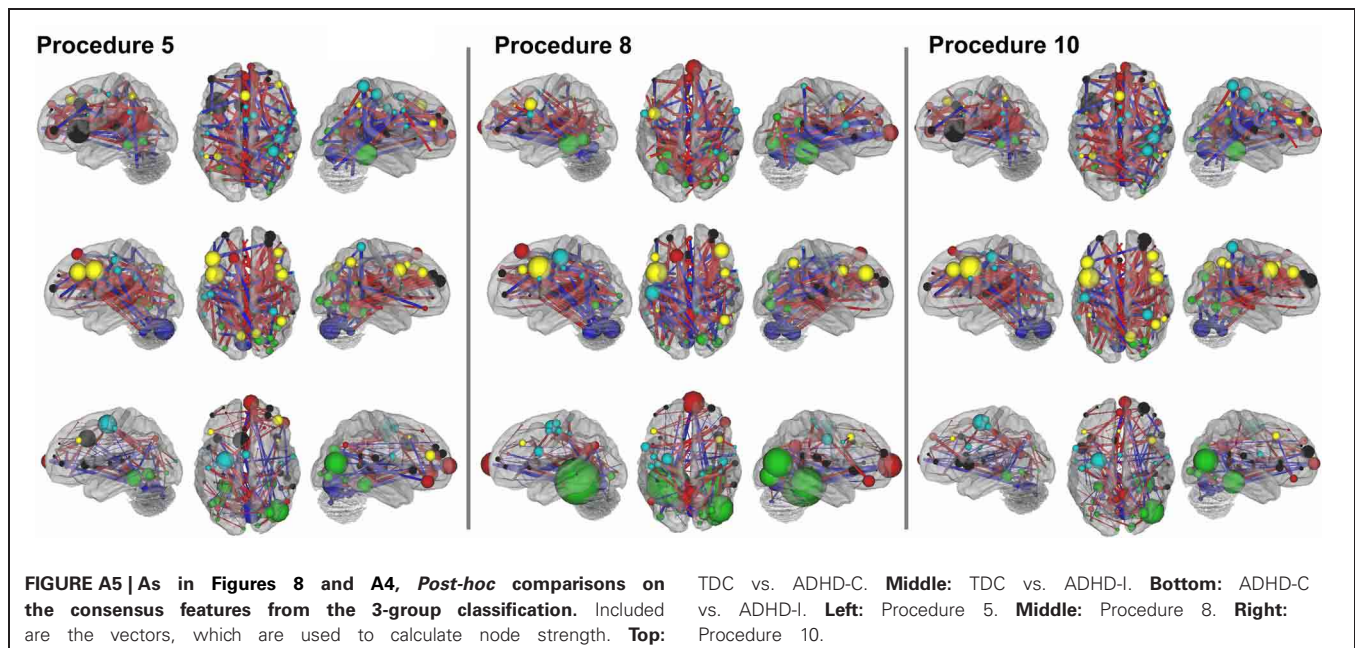 Procedure 5
Procedure 8
Procedure 10
FIGURE A5 | As in Figures 8 and A4, Post-hoc comparisons on
the consensus features from the 3-group classification. Included
are the vectors, which are used to calculate node strength. Top:
TDC vs. ADHD-C. Middle: TDC vs. ADHD-I. Bottom: ADHD-C
vs. ADHD-I. Left: Procedure 5. Middle: Procedure 8. Right:
Procedure 10.